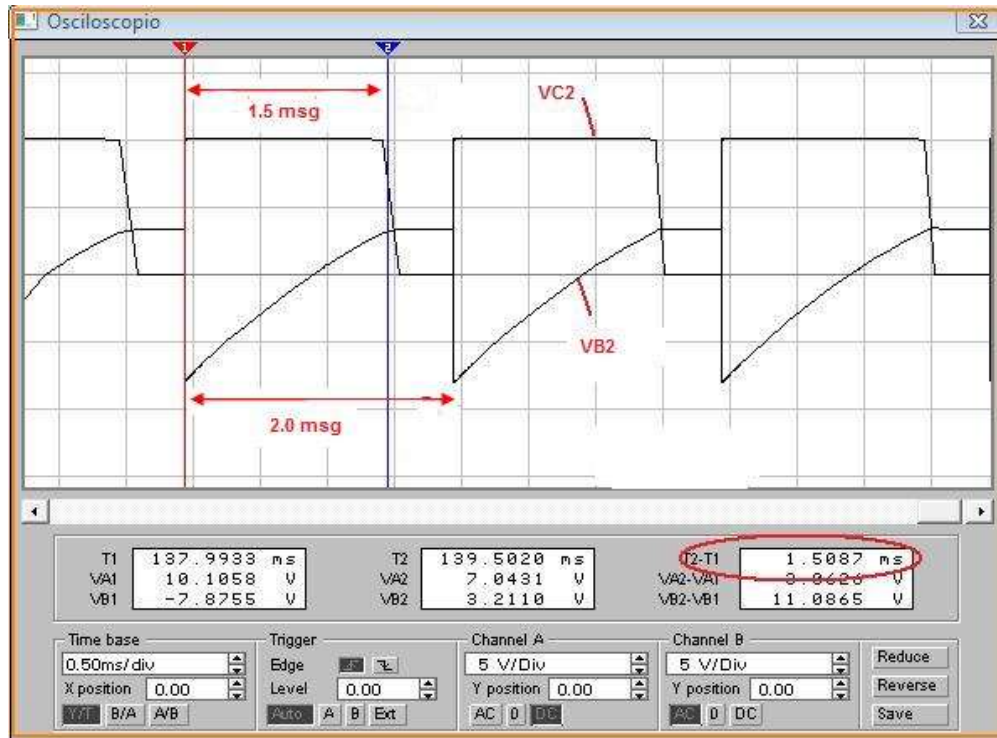 Osciloscopio
1 2
1.5 msg
VC2
VB2
2.0 msg
T1 137.9933 ms T2 139.5020 ms T2-T1 1.5087 ms
VA1 10.1058 V VA2 7.0431 V VA2-VA1 -3.0626 V
VB1 -7.8755 V VB2 3.2110 V VB2-VB1 11.0865 V
Time base Trigger Channel A Channel B
0.50ms/div Edge 5 V/Div 5 V/Div Reduce
X position 0.00 Level 0.00 Y position 0.00 Y position 0.00 Reverse
Y/T B/A A/B Auto A B Ext AC 0 DC AC 0 DC Save